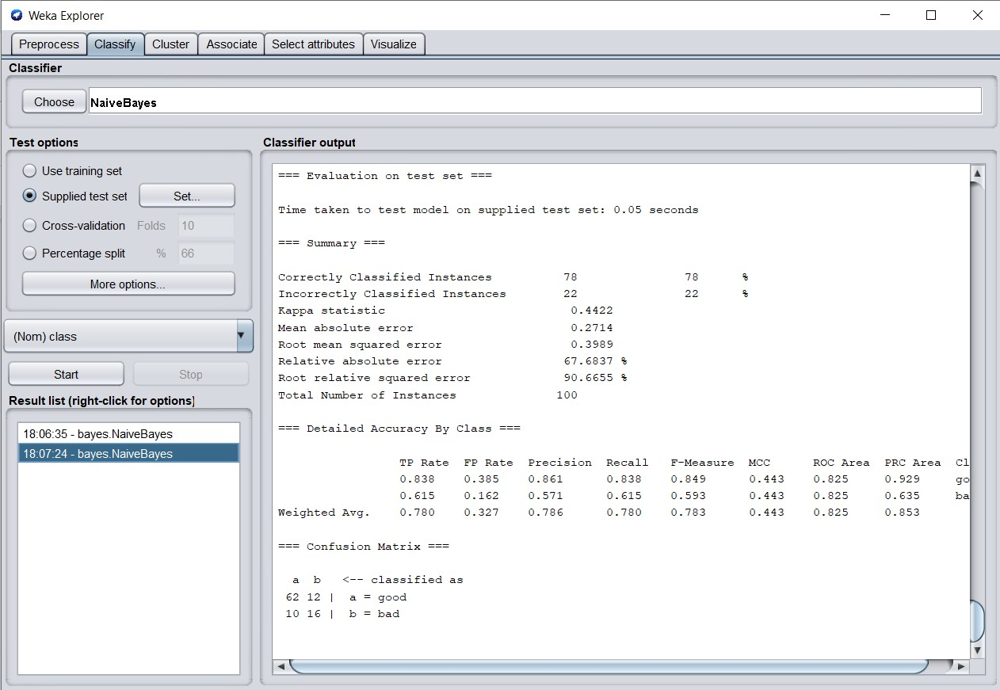 Weka Explorer
Preprocess Classify Cluster Associate Select attributes Visualize
Classifier
Choose NaiveBayes
Test options
Use training set
Supplied test set Set...
Cross-validation Folds 10
Percentage split % 66
More options...
(Nom) class
Start Stop
Result list (right-click for options)
18:06:35 - bayes.NaiveBayes
18:07:24 - bayes.NaiveBayes
Classifier output
=== Evaluation on test set ===
Time taken to test model on supplied test set: 0.05 seconds
=== Summary ===
Correctly Classified Instances 78 78 %
Incorrectly Classified Instances 22 22 %
Kappa statistic 0.4422
Mean absolute error 0.2714
Root mean squared error 0.3989
Relative absolute error 67.6837 %
Root relative squared error 90.6655 %
Total Number of Instances 100
=== Detailed Accuracy By Class ===
TP Rate FP Rate Precision Recall F-Measure MCC ROC Area PRC Area Cl
0.838 0.385 0.861 0.838 0.849 0.443 0.825 0.929 go
0.615 0.162 0.571 0.615 0.593 0.443 0.825 0.635 ba
Weighted Avg. 0.780 0.327 0.786 0.780 0.783 0.443 0.825 0.853
=== Confusion Matrix ===
a b <-- classified as
62 12 | a = good
10 16 | b = bad